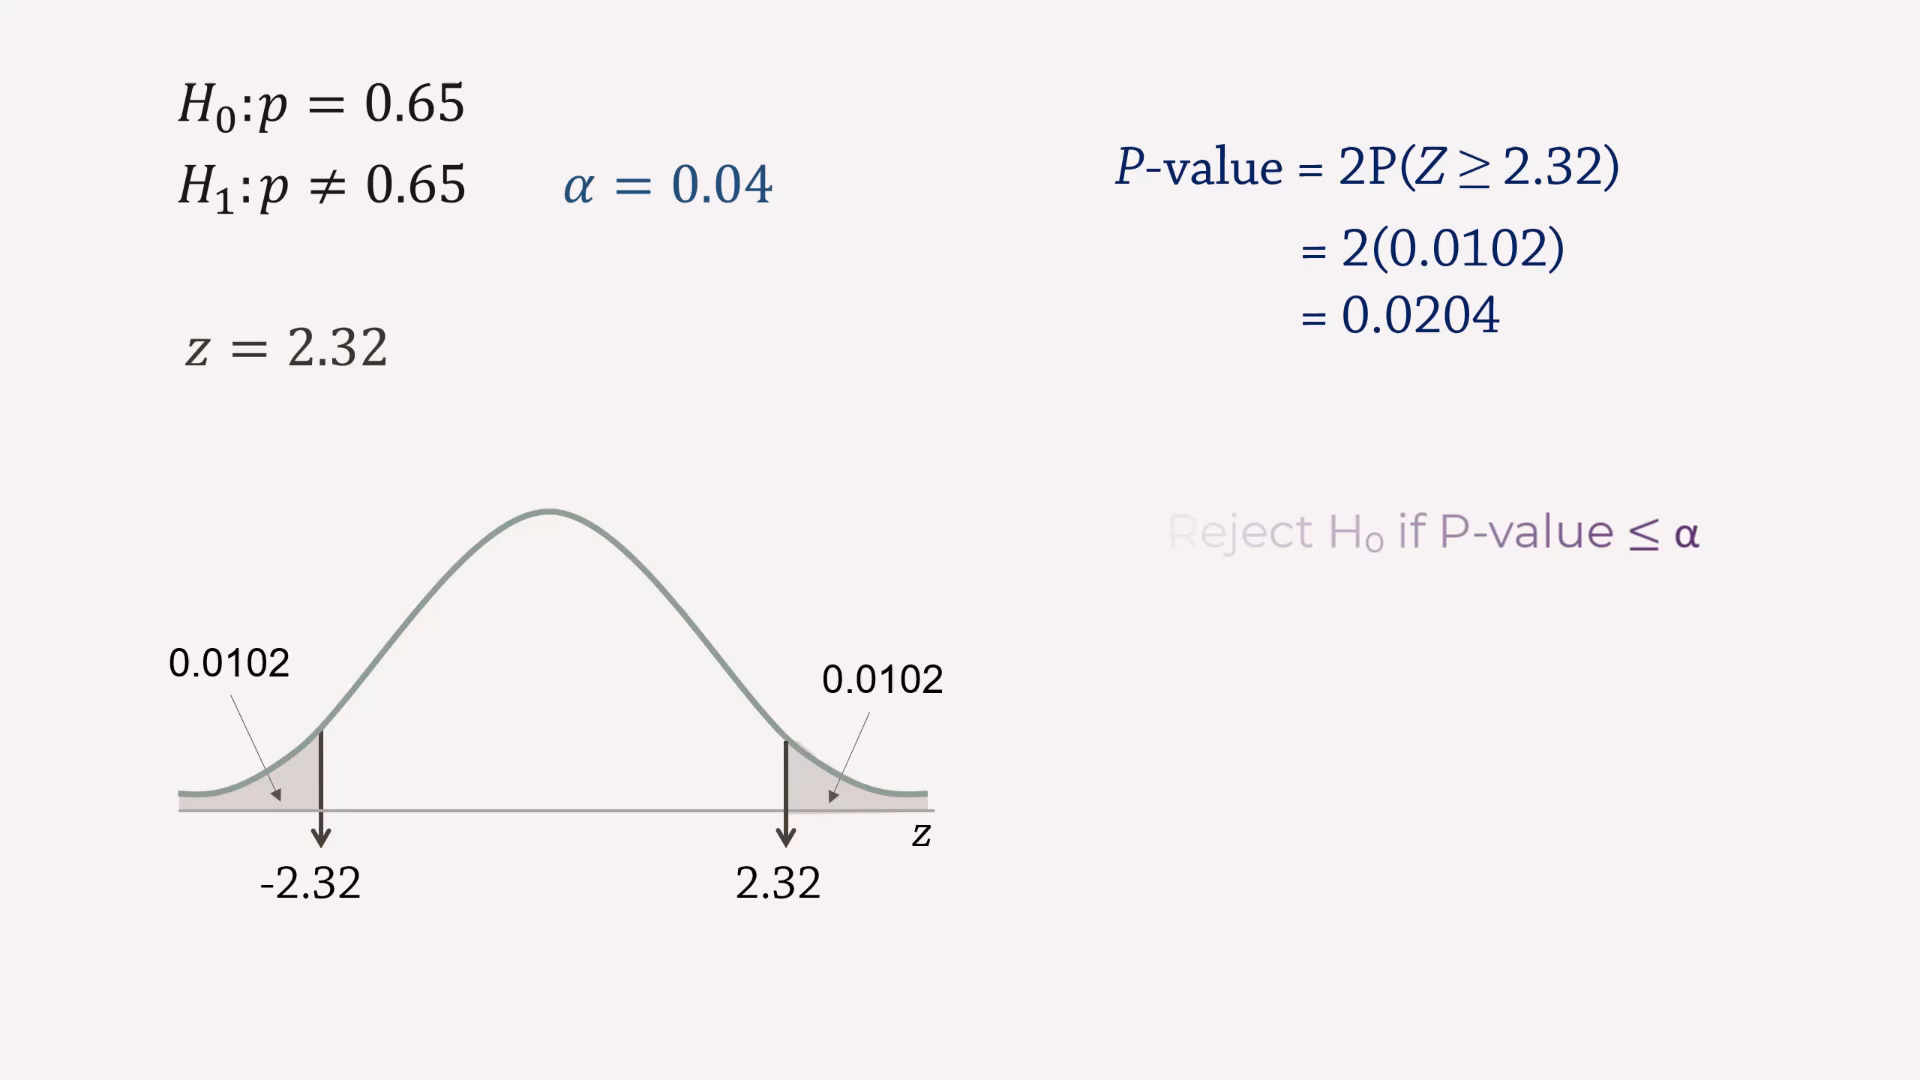 H₀: p = 0.65
H₁: p ≠ 0.65 α = 0.04
z = 2.32
P-value = 2P(Z ≥ 2.32)
= 2(0.0102)
= 0.0204
Reject H₀ if P-value ≤ α
0.0102
0.0102
z
-2.32
2.32